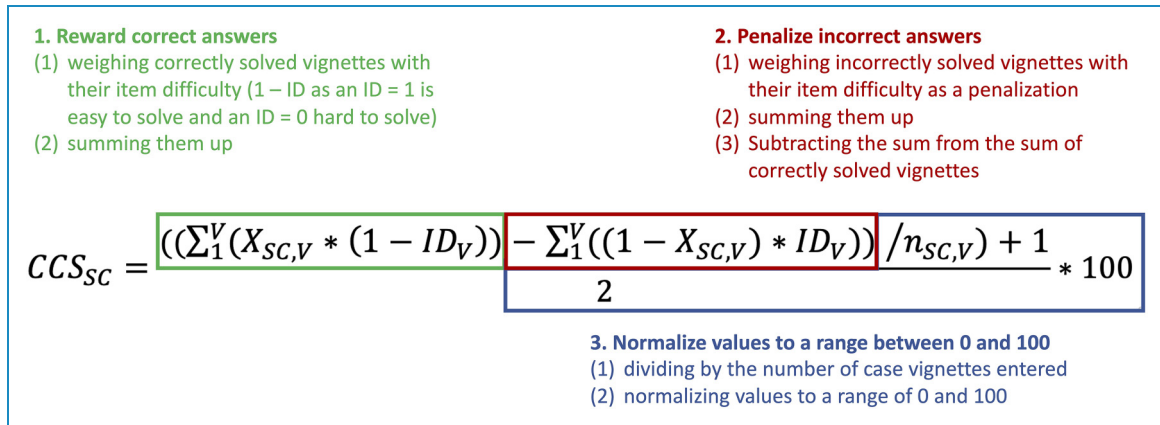 1. Reward correct answers
(1) weighing correctly solved vignettes with
their item difficulty (1 – ID as an ID = 1 is
easy to solve and an ID = 0 hard to solve)
(2) summing them up
2. Penalize incorrect answers
(1) weighing incorrectly solved vignettes with
their item difficulty as a penalization
(2) summing them up
(3) Subtracting the sum from the sum of
correctly solved vignettes
CCS_SC = ((∑_1^V(X_SC,V * (1 − ID_V)) − ∑_1^V((1 − X_SC,V) * ID_V)) /n_SC,V) + 1 * 100
2
3. Normalize values to a range between 0 and 100
(1) dividing by the number of case vignettes entered
(2) normalizing values to a range of 0 and 100